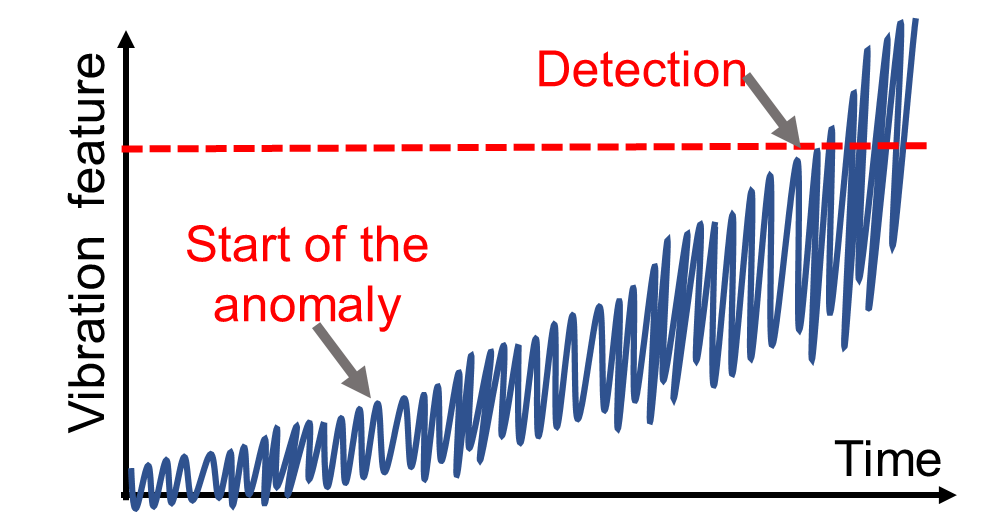 Detection
Vibration feature
Start of the
anomaly
Time